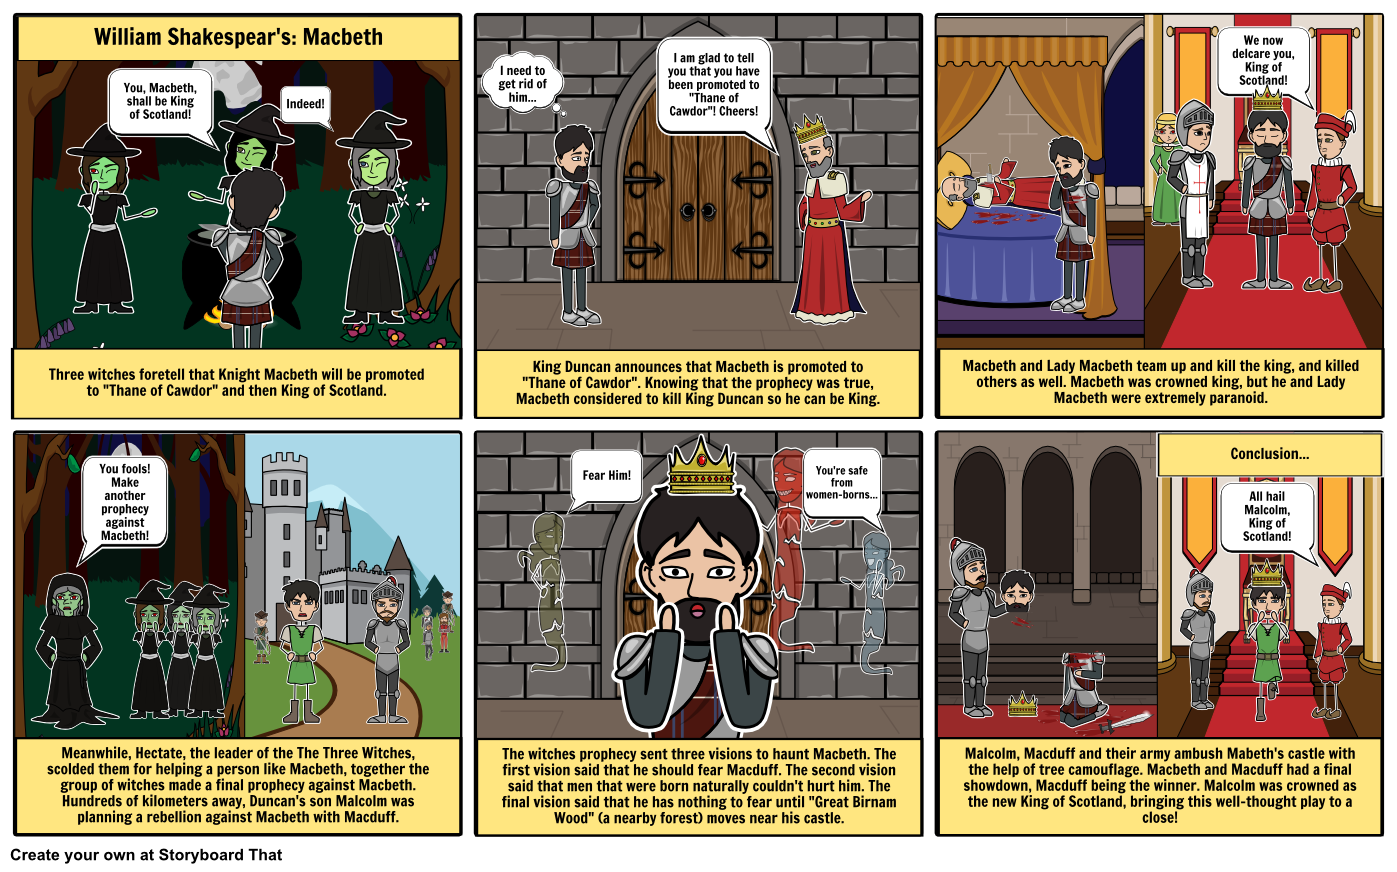 William Shakespear's: Macbeth
You, Macbeth,
shall be King
of Scotland!
Indeed!
Three witches foretell that Knight Macbeth will be promoted
to "Thane of Cawdor" and then King of Scotland.
I need to
get rid of
him...
I am glad to tell
you that you have
been promoted to
"Thane of
Cawdor"! Cheers!
King Duncan announces that Macbeth is promoted to
"Thane of Cawdor". Knowing that the prophecy was true,
Macbeth considered to kill King Duncan so he can be King.
We now
delcare you,
King of
Scotland!
Macbeth and Lady Macbeth team up and kill the king, and killed
others as well. Macbeth was crowned king, but he and Lady
Macbeth were extremely paranoid.
You fools!
Make
another
prophecy
against
Macbeth!
Meanwhile, Hectate, the leader of the The Three Witches,
scolded them for helping a person like Macbeth, together the
group of witches made a final prophecy against Macbeth.
Hundreds of kilometers away, Duncan's son Malcolm was
planning a rebellion against Macbeth with Macduff.
Fear Him!
You're safe
from
women-borns...
The witches prophecy sent three visions to haunt Macbeth. The
first vision said that he should fear Macduff. The second vision
said that men that were born naturally couldn't hurt him. The
final vision said that he has nothing to fear until "Great Birnam
Wood" (a nearby forest) moves near his castle.
Conclusion...
All hail
Malcolm,
King of
Scotland!
Malcolm, Macduff and their army ambush Mabeth's castle with
the help of tree camouflage. Macbeth and Macduff had a final
showdown, Macduff being the winner. Malcolm was crowned as
the new King of Scotland, bringing this well-thought play to a
close!
Create your own at Storyboard That